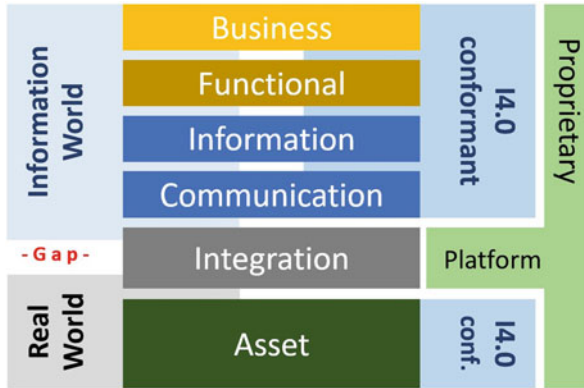 Information
World
- Gap -
Real
World
Business
Functional
Information
Communication
Integration
Asset
I4.0
conformant
Platform
I4.0
conf.
Proprietary